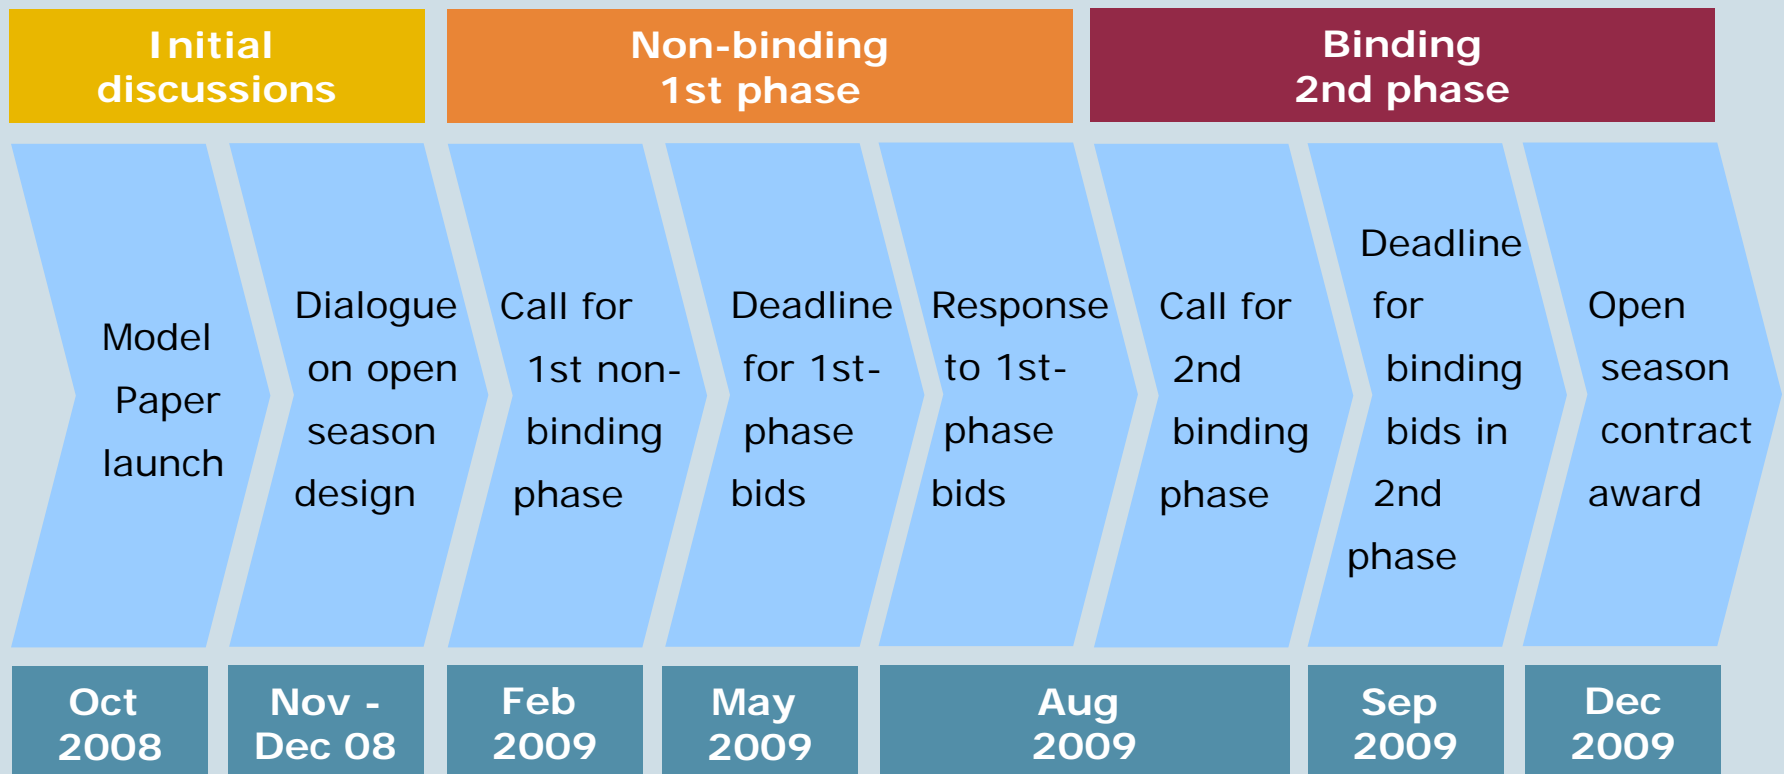 Initial
discussions
Non-binding
1st phase
Binding
2nd phase
Model
Paper
launch
Dialogue
on open
season
design
Call for
1st non-
binding
phase
Deadline
for 1st-
phase
bids
Response
to 1st-
phase
bids
Call for
2nd
binding
phase
Deadline
for
binding
bids in
2nd
phase
Open
season
contract
award
Oct
2008
Nov -
Dec 08
Feb
2009
May
2009
Aug
2009
Sep
2009
Dec
2009